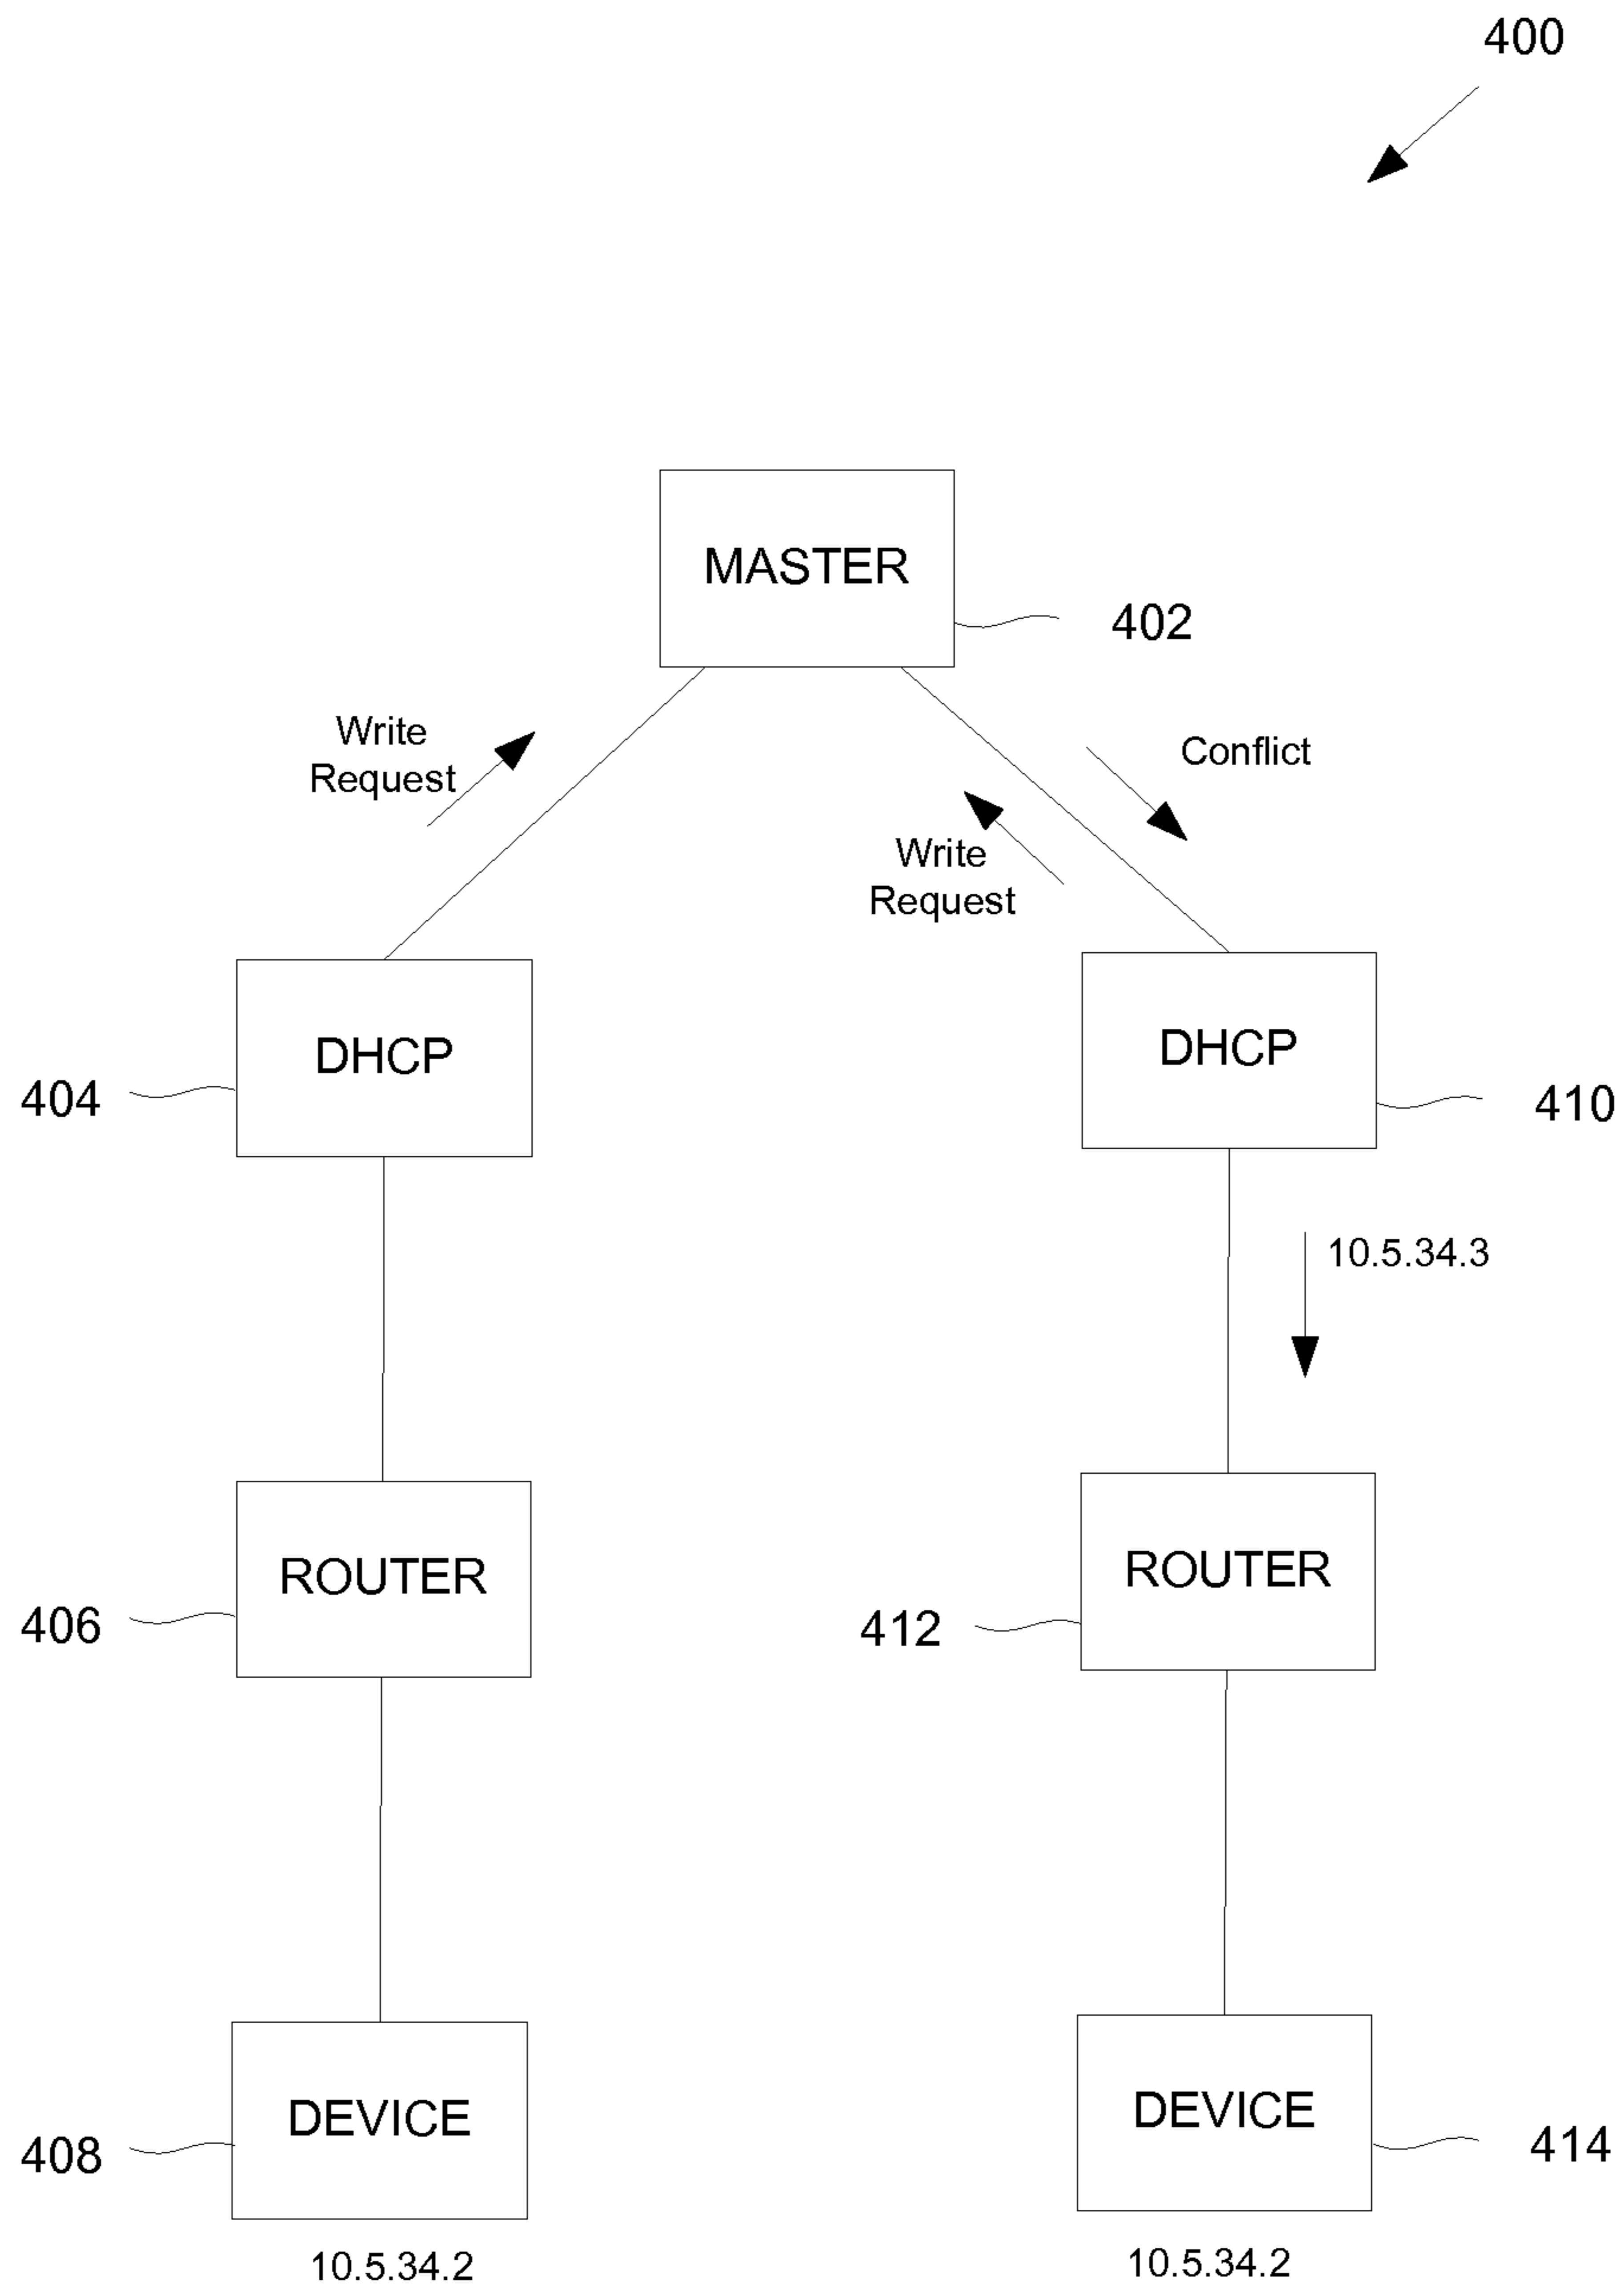 400
MASTER
402
Write
Request
Conflict
Write
Request
DHCP
404
DHCP
410
10.5.34.3
ROUTER
406
ROUTER
412
DEVICE
408
DEVICE
414
10.5.34.2
10.5.34.2